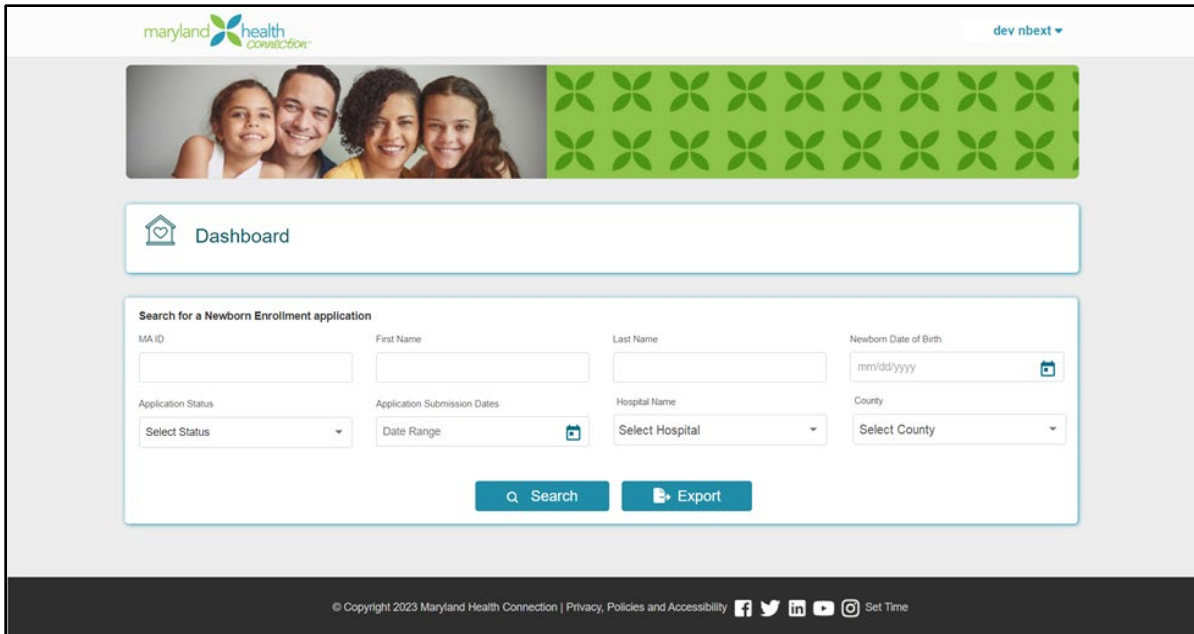 maryland health
connection
dev nbext
Dashboard
Search for a Newborn Enrollment application
MA ID First Name Last Name Newborn Date of Birth
mm/dd/yyyy
Application Status Application Submission Dates Hospital Name County
Select Status Date Range Select Hospital Select County
Search Export
© Copyright 2023 Maryland Health Connection | Privacy, Policies and Accessibility Set Time